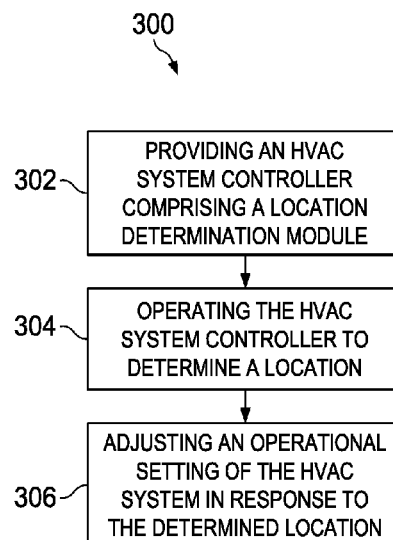 300
302
PROVIDING AN HVAC
SYSTEM CONTROLLER
COMPRISING A LOCATION
DETERMINATION MODULE
304
OPERATING THE HVAC
SYSTEM CONTROLLER TO
DETERMINE A LOCATION
306
ADJUSTING AN OPERATIONAL
SETTING OF THE HVAC
SYSTEM IN RESPONSE TO
THE DETERMINED LOCATION